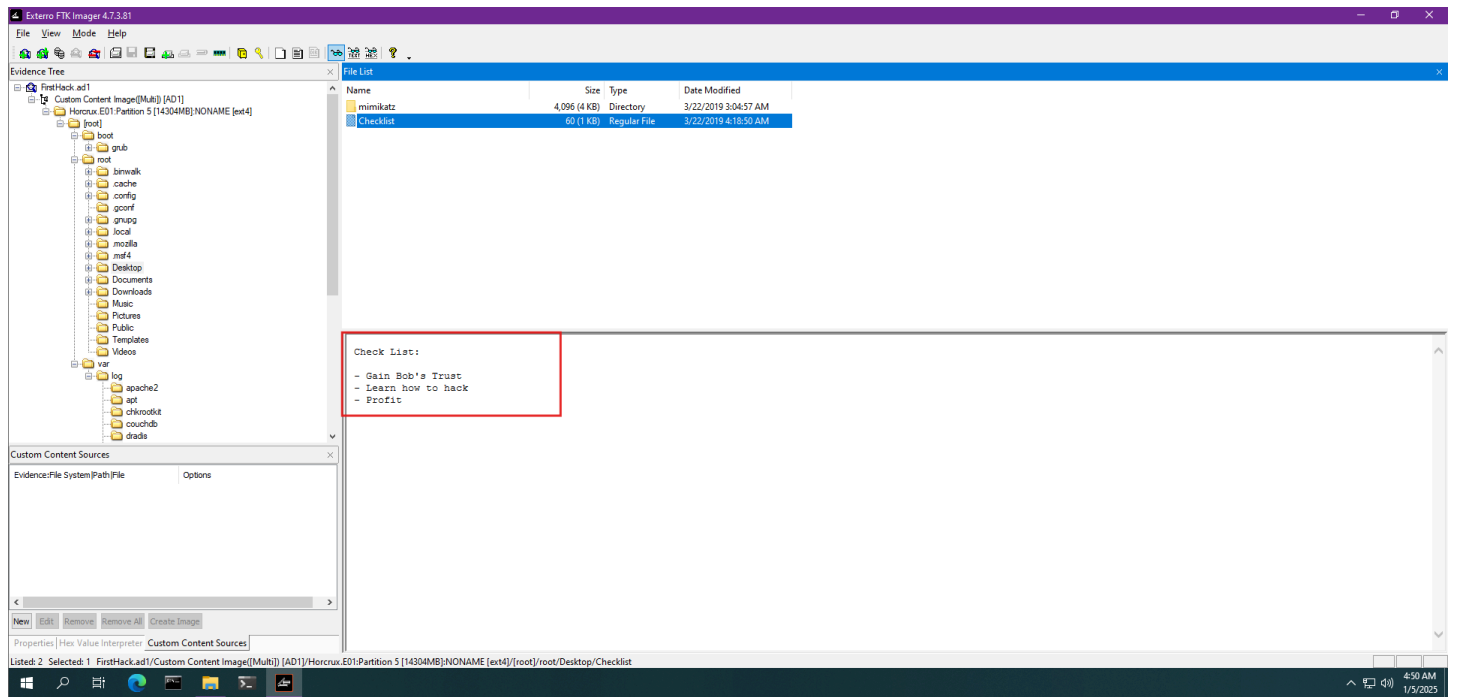 Exterro FTK Imager 4.7.3.81
File View Mode Help
Evidence Tree
FirstHack.ad1
Custom Content Image([Multi]) [AD1]
Horcrux.E01:Partition 5 [14304MB]:NONAME [ext4]
[root]
boot
grub
root
.binwalk
.cache
.config
.gconf
.gnupg
.local
.mozilla
.msf4
Desktop
Documents
Downloads
Music
Pictures
Public
Templates
Videos
var
log
apache2
apt
chkrootkit
couchdb
dradis
File List
Name Size Type Date Modified
mimikatz 4,096 (4 KB) Directory 3/22/2019 3:04:57 AM
Checklist 60 (1 KB) Regular File 3/22/2019 4:18:50 AM
Check List:
- Gain Bob's Trust
- Learn how to hack
- Profit
Custom Content Sources
Evidence:File System|Path|File Options
New Edit Remove Remove All Create Image
Properties Hex Value Interpreter Custom Content Sources
Listed: 2 Selected: 1 FirstHack.ad1/Custom Content Image([Multi]) [AD1]/Horcrux.E01:Partition 5 [14304MB]:NONAME [ext4]/[root]/root/Desktop/Checklist
4:50 AM
1/5/2025